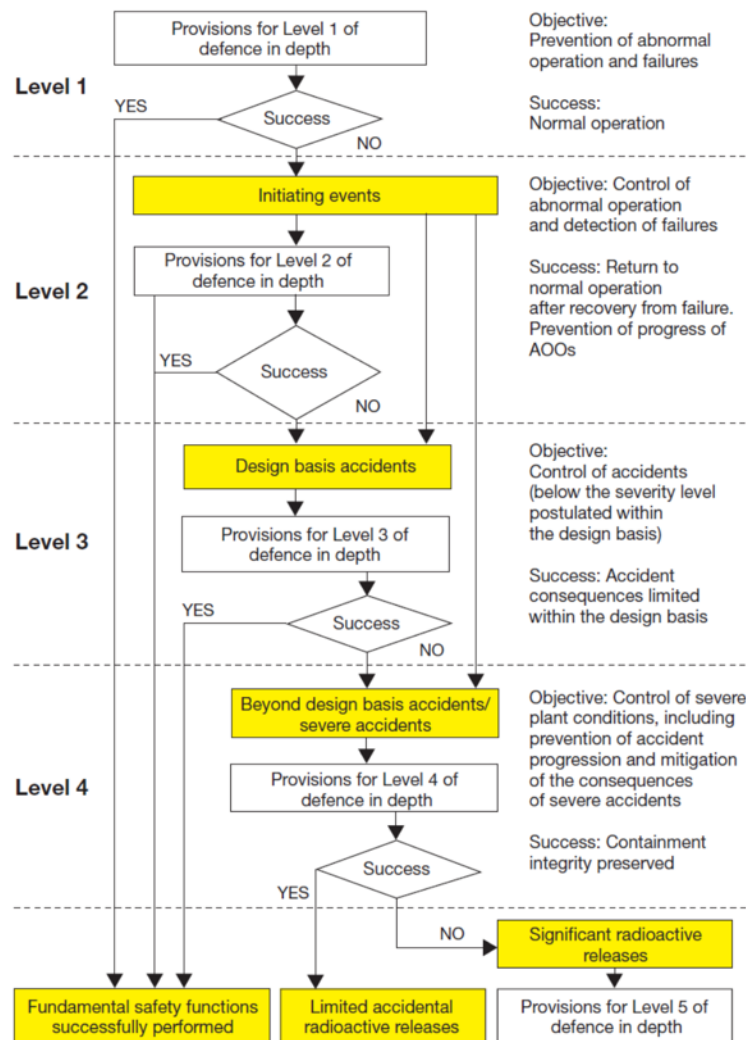 Provisions for Level 1 of
defence in depth
Objective:
Prevention of abnormal
operation and failures
Level 1
YES
Success
NO
Success:
Normal operation
Initiating events
Objective: Control of
abnormal operation
and detection of failures
Provisions for Level 2 of
defence in depth
Level 2
Success: Return to
normal operation
after recovery from failure.
Prevention of progress of
AOOs
YES
Success
NO
Design basis accidents
Objective:
Control of accidents
(below the severity level
postulated within
the design basis)
Level 3
Provisions for Level 3 of
defence in depth
Success: Accident
consequences limited
within the design basis
YES
Success
NO
Beyond design basis accidents/
severe accidents
Objective: Control of severe
plant conditions, including
prevention of accident
progression and mitigation
of the consequences
of severe accidents
Level 4
Provisions for Level 4 of
defence in depth
Success: Containment
integrity preserved
Success
YES
NO
Significant radioactive
releases
Fundamental safety functions
successfully performed
Limited accidental
radioactive releases
Provisions for Level 5 of
defence in depth